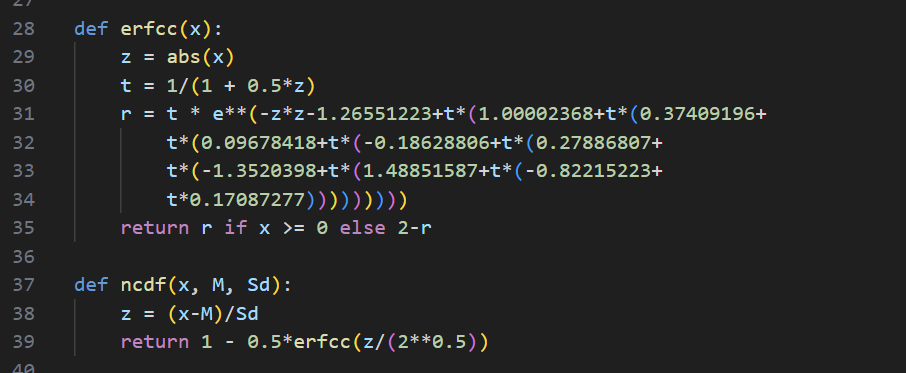 28 def erfcc(x):
29     z = abs(x)
30     t = 1/(1 + 0.5*z)
31     r = t * e**(-z*z-1.26551223+t*(1.00002368+t*(0.37409196+
32         t*(0.09678418+t*(-0.18628806+t*(0.27886807+
33         t*(-1.3520398+t*(1.48851587+t*(-0.82215223+
34         t*0.17087277)))))))))
35     return r if x >= 0 else 2-r
36
37 def ncdf(x, M, Sd):
38     z = (x-M)/Sd
39     return 1 - 0.5*erfcc(z/(2**0.5))